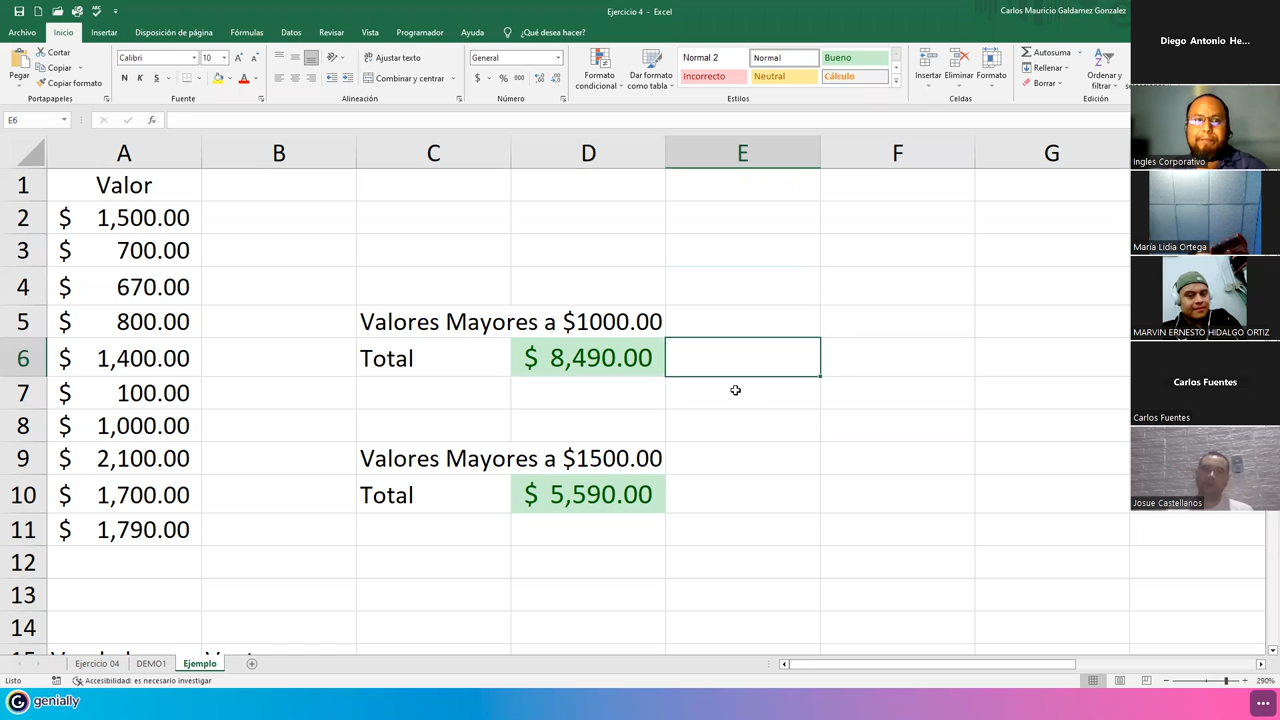 Ejercicio 4 - Excel
Carlos Mauricio Galdamez Gonzalez
Archivo Inicio Insertar Disposición de página Fórmulas Datos Revisar Vista Programador Ayuda ¿Qué desea hacer?
Pegar
Cortar
Copiar
Copiar formato
Portapapeles
Calibri 10
N K S
Fuente
Ajustar texto
Combinar y centrar
Alineación
General
$ % 000
Número
Formato condicional
Dar formato como tabla
Normal 2 Normal Bueno
Incorrecto Neutral Cálculo
Estilos
Insertar Eliminar Formato
Celdas
Autosuma
Rellenar
Borrar
Ordenar y filtrar
Edición
E6 fx
A B C D E F G
1 Valor
2 $ 1,500.00
3 $ 700.00
4 $ 670.00
5 $ 800.00 Valores Mayores a $1000.00
6 $ 1,400.00 Total $ 8,490.00
7 $ 100.00
8 $ 1,000.00
9 $ 2,100.00 Valores Mayores a $1500.00
10 $ 1,700.00 Total $ 5,590.00
11 $ 1,790.00
12
13
14
Ejercicio 04 DEMO1 Ejemplo
Listo Accesibilidad: es necesario investigar 290%
genially
Diego Antonio He...
Ingles Corporativo
María Lidia Ortega
MARVIN ERNESTO HIDALGO ORTIZ
Carlos Fuentes
Carlos Fuentes
Josue Castellanos